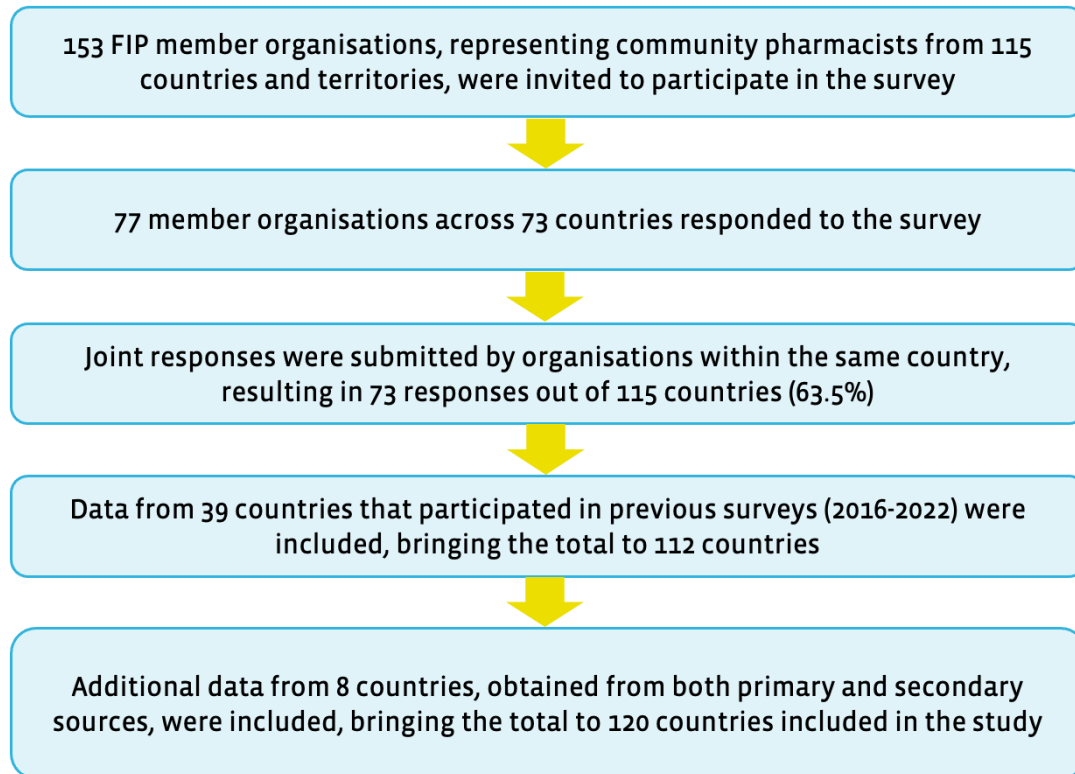 153 FIP member organisations, representing community pharmacists from 115
countries and territories, were invited to participate in the survey
77 member organisations across 73 countries responded to the survey
Joint responses were submitted by organisations within the same country,
resulting in 73 responses out of 115 countries (63.5%)
Data from 39 countries that participated in previous surveys (2016-2022) were
included, bringing the total to 112 countries
Additional data from 8 countries, obtained from both primary and secondary
sources, were included, bringing the total to 120 countries included in the study